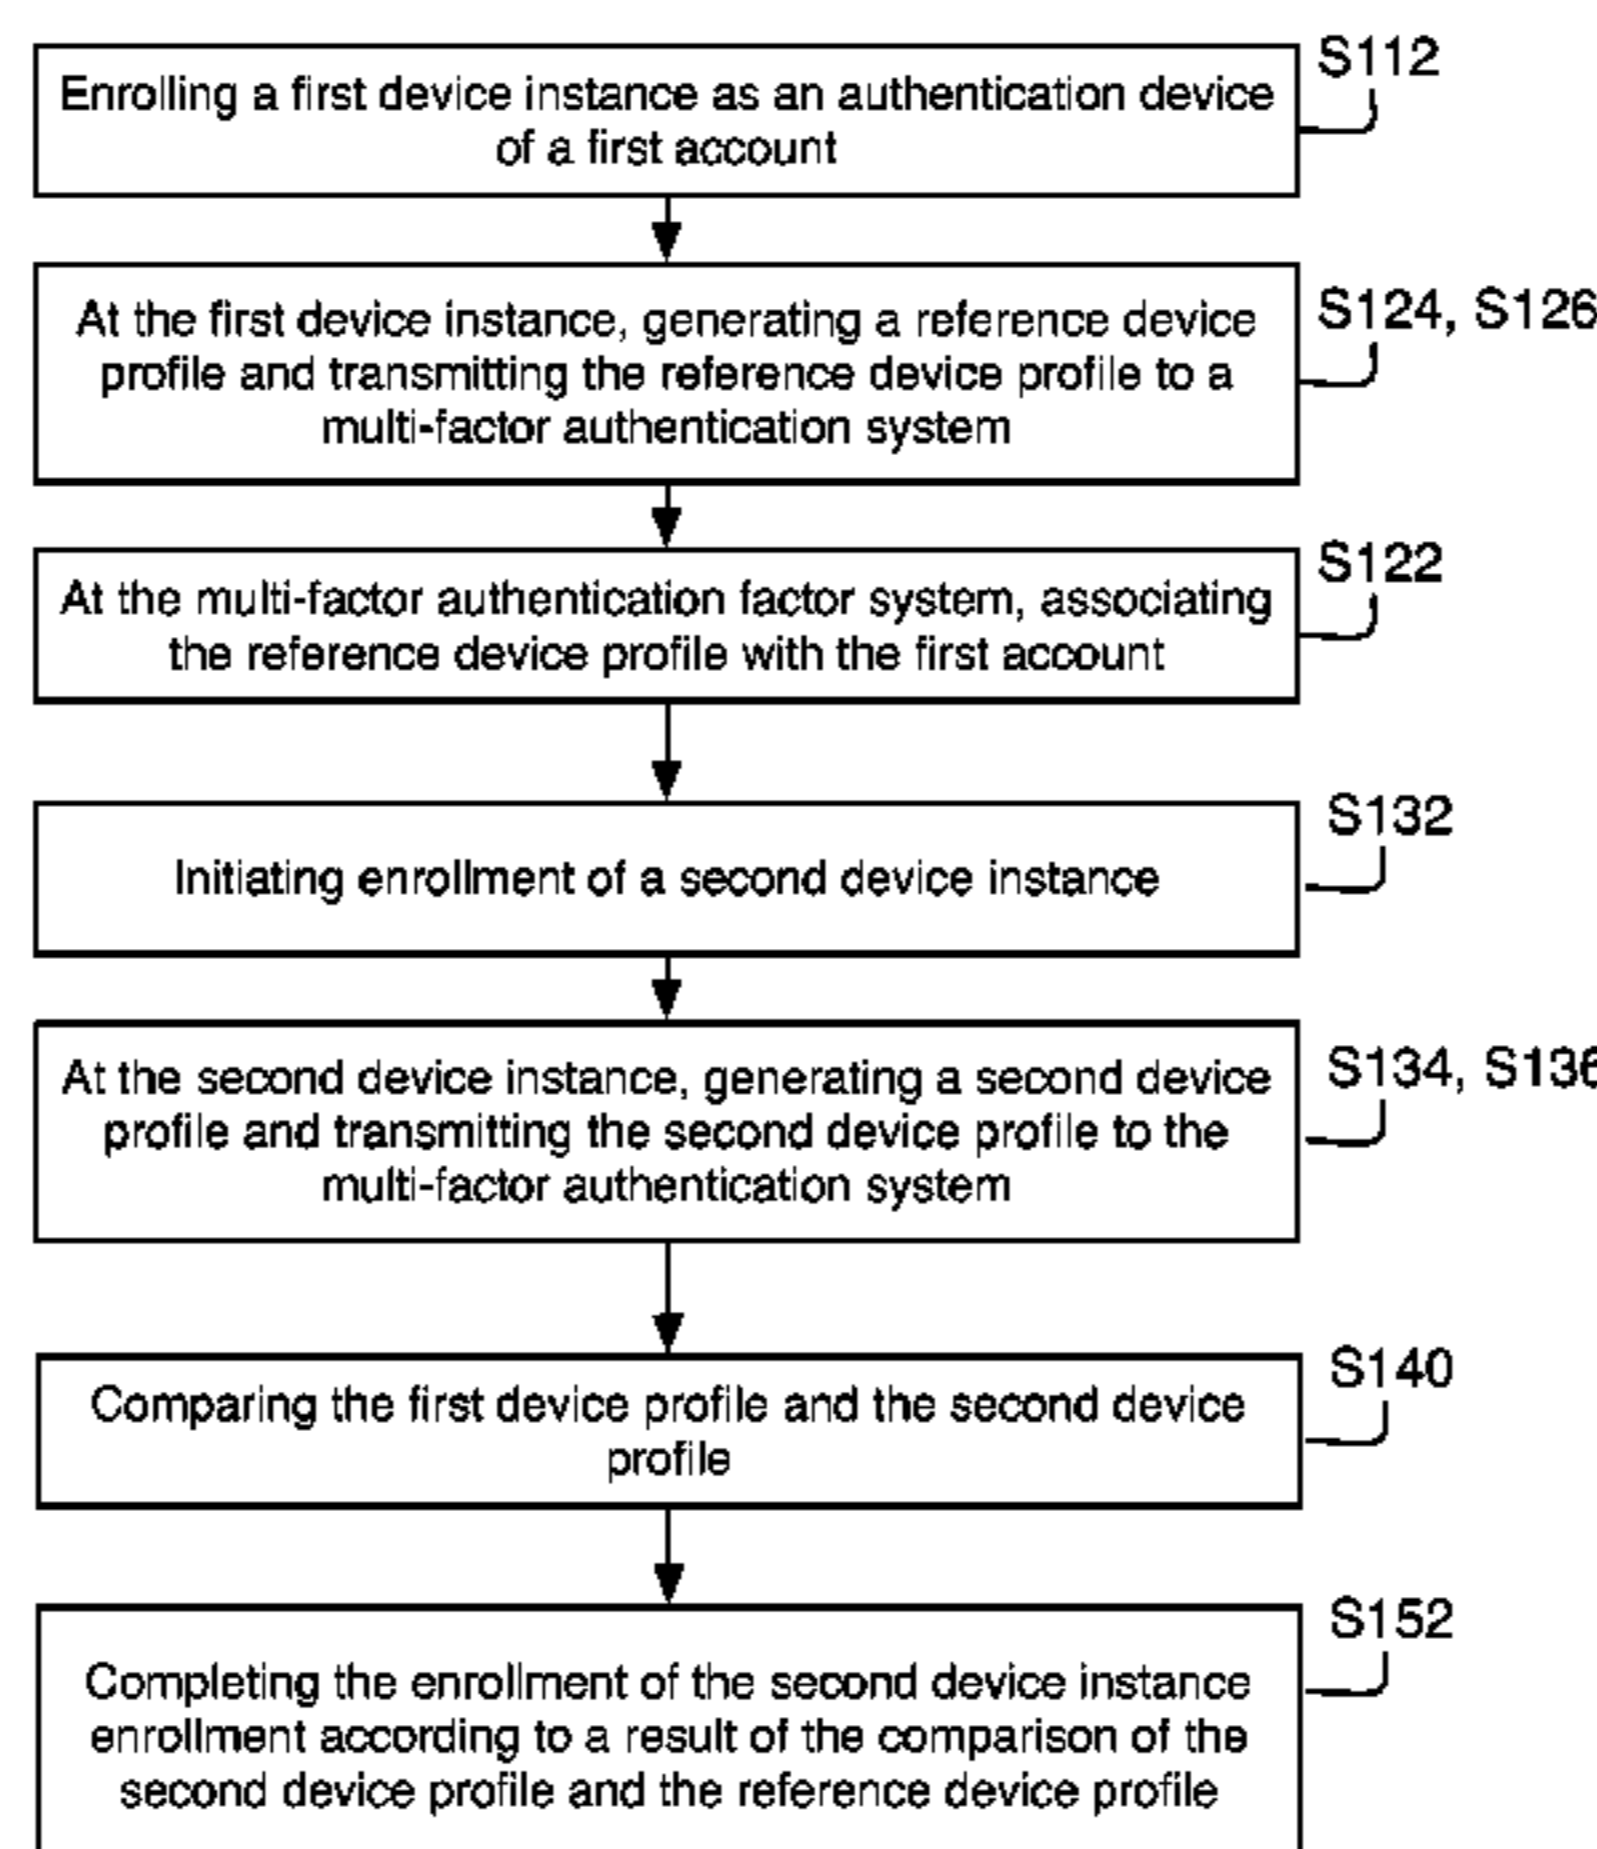 S112
Enrolling a first device instance as an authentication device
of a first account
S124, S126
At the first device instance, generating a reference device
profile and transmitting the reference device profile to a
multi-factor authentication system
S122
At the multi-factor authentication factor system, associating
the reference device profile with the first account
S132
Initiating enrollment of a second device instance
S134, S136
At the second device instance, generating a second device
profile and transmitting the second device profile to the
multi-factor authentication system
S140
Comparing the first device profile and the second device
profile
S152
Completing the enrollment of the second device instance
enrollment according to a result of the comparison of the
second device profile and the reference device profile